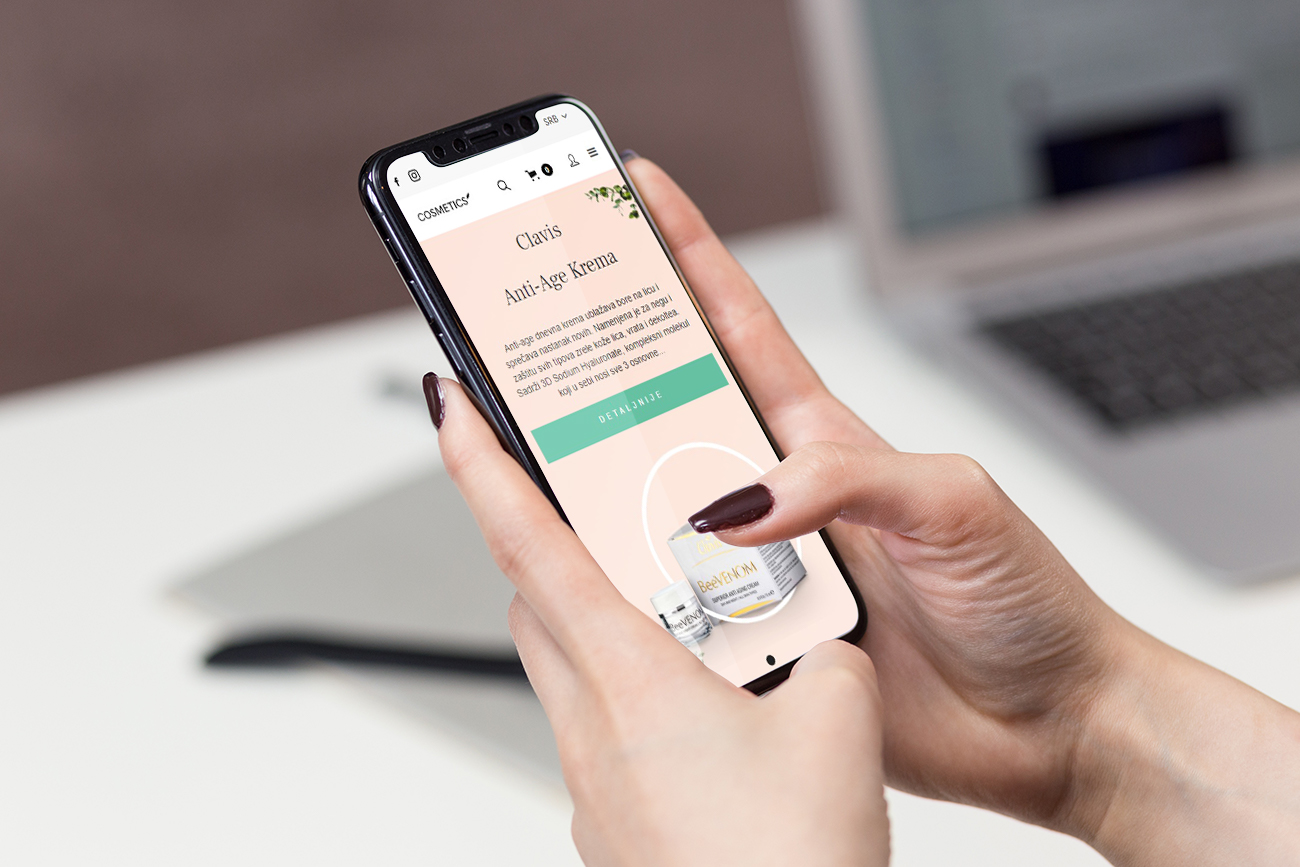 SRB
COSMETICS
0
Clavis
Anti-Age Krema
Anti-age dnevna krema ublažava bore na licu i
sprečava nastanak novih. Namenjena je za negu i
zaštitu svih tipova zrele kože lica, vrata i dekoltea.
Sadrži 3D Sodium Hyaluronate, kompleksni molekul
koji u sebi nosi sve 3 osnovne...
DETALJNIJE
BeeVENOM
SUPERIOR ANTI AGING CREAM
BeeVENOM